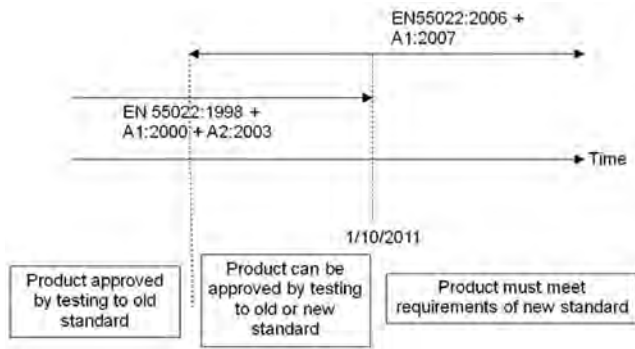 EN55022:2006 +
A1:2007
EN 55022:1998 +
A1:2000 + A2:2003
Time
1/10/2011
Product approved
by testing to old
standard
Product can be
approved by testing
to old or new
standard
Product must meet
requirements of new standard